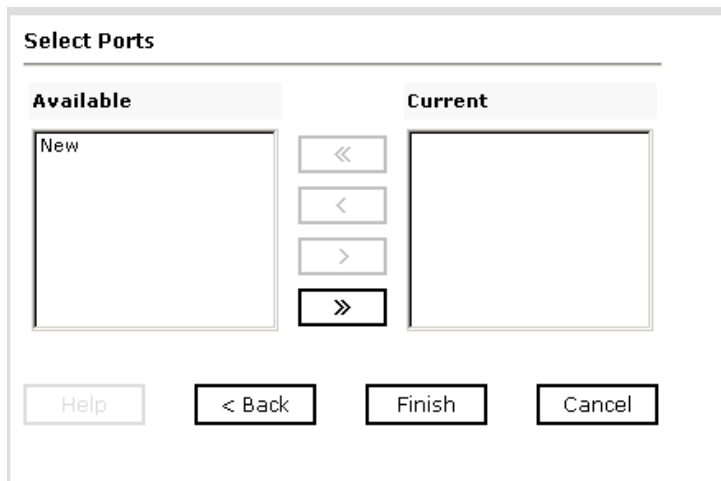 Select Ports
Available
Current
New
«
<
>
»
Help
< Back
Finish
Cancel